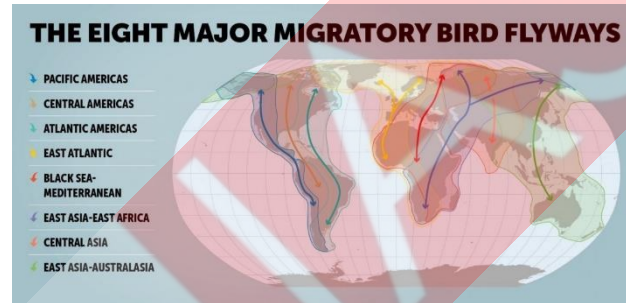 THE EIGHT MAJOR MIGRATORY BIRD FLYWAYS
PACIFIC AMERICAS
CENTRAL AMERICAS
ATLANTIC AMERICAS
EAST ATLANTIC
BLACK SEA-
MEDITERRANEAN
EAST ASIA-EAST AFRICA
CENTRAL ASIA
EAST ASIA-AUSTRALASIA